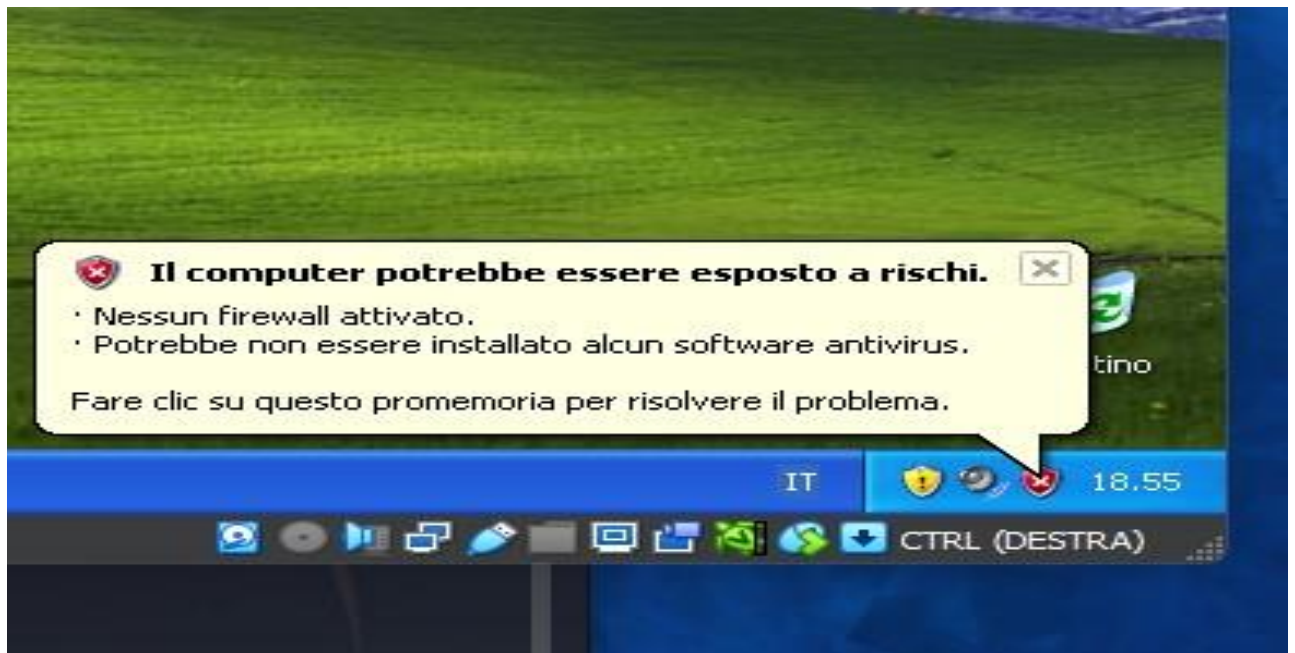 Il computer potrebbe essere esposto a rischi.
· Nessun firewall attivato.
· Potrebbe non essere installato alcun software antivirus.
Fare clic su questo promemoria per risolvere il problema.
tino
IT
18.55
CTRL (DESTRA)